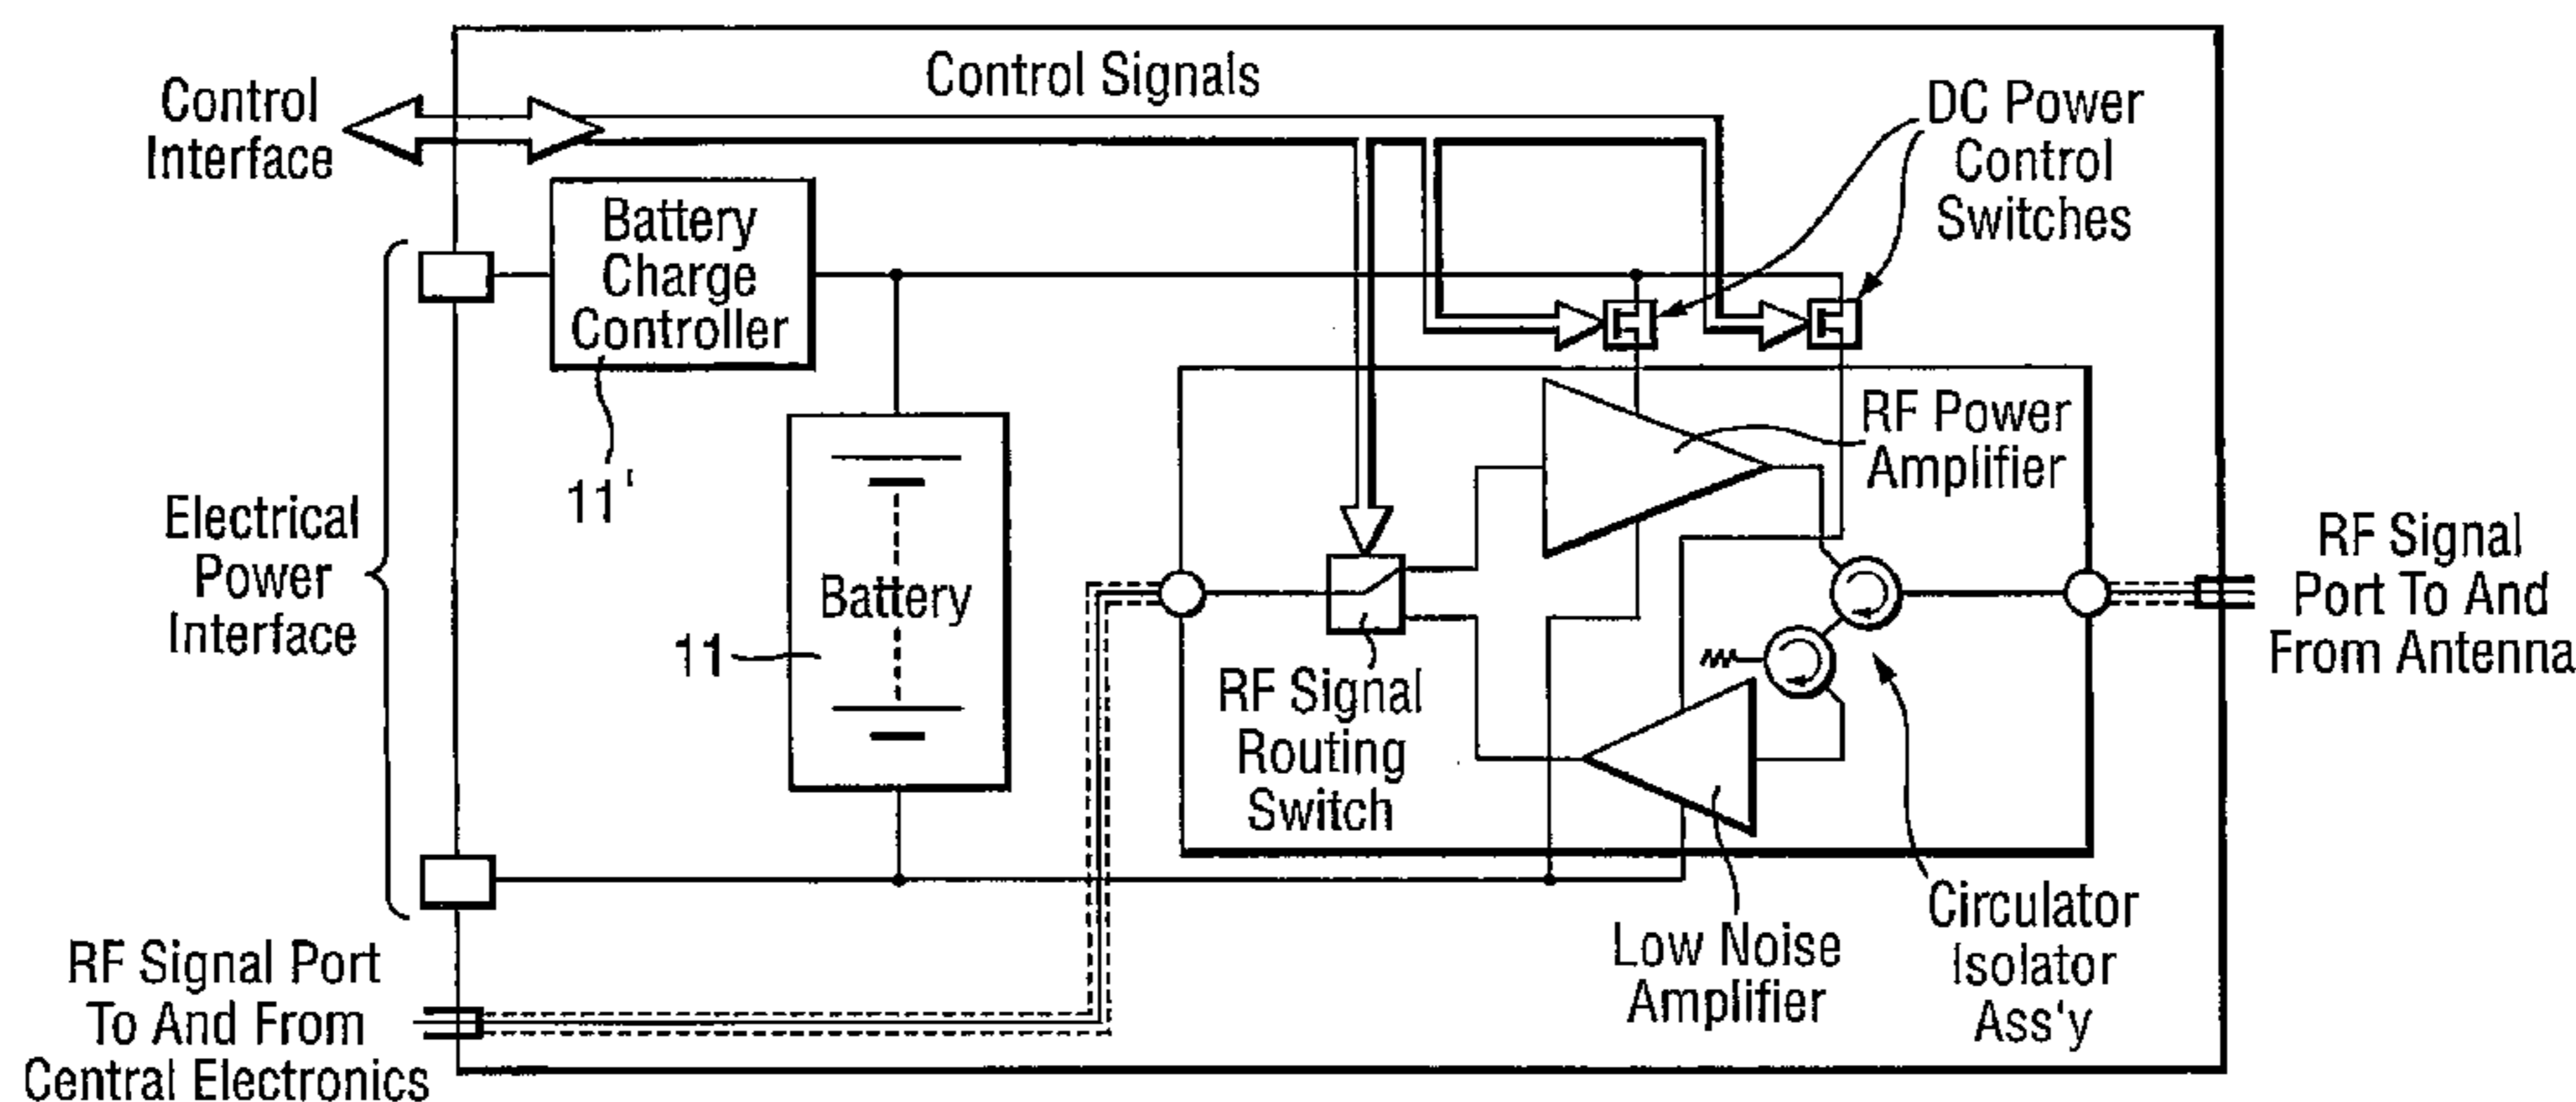 Control Signals
Control
Interface
DC Power
Control
Switches
Battery
Charge
Controller
11'
RF Power
Amplifier
Electrical
Power
Interface
Battery
11
RF Signal
Port To And
From Antenna
RF Signal
Routing
Switch
Circulator
Isolator
Ass'y
Low Noise
Amplifier
RF Signal Port
To And From
Central Electronics